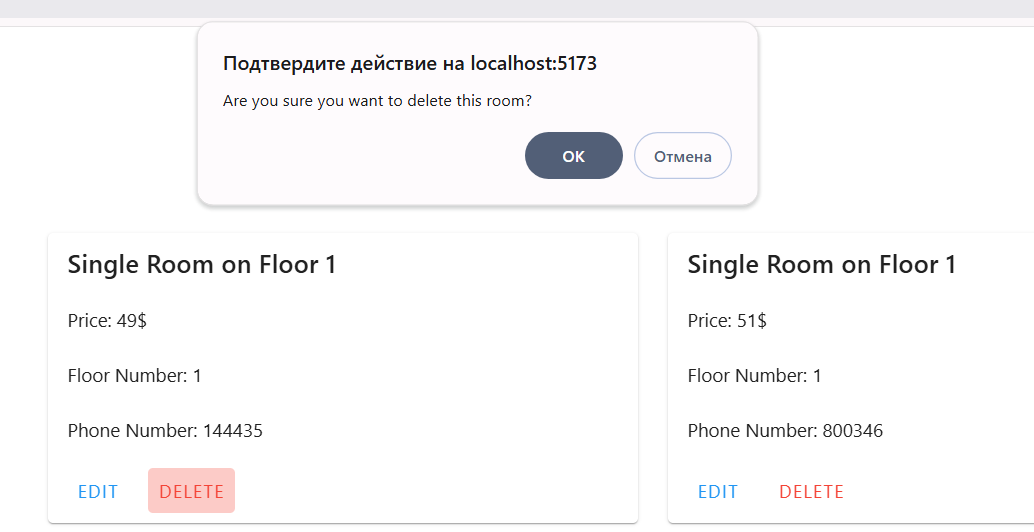 Подтвердите действие на localhost:5173
Are you sure you want to delete this room?
ОК
Отмена
Single Room on Floor 1
Price: 49$
Floor Number: 1
Phone Number: 144435
EDIT
DELETE
Single Room on Floor 1
Price: 51$
Floor Number: 1
Phone Number: 800346
EDIT
DELETE